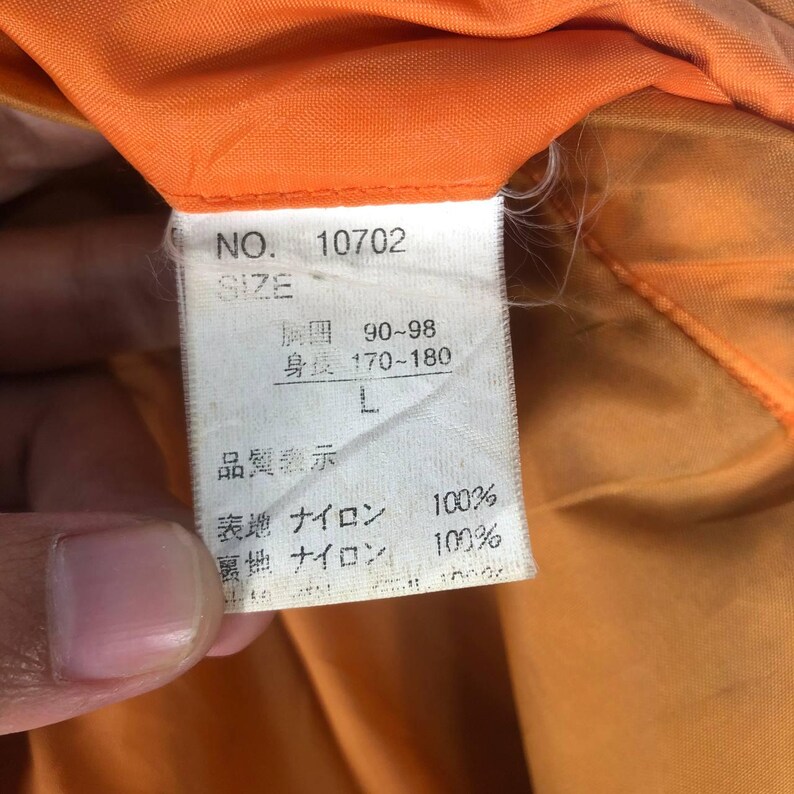 NO. 10702
SIZE
胸囲 90~98
身長 170~180
L
品質表示
表地 ナイロン 100%
裏地 ナイロン 100%
100%